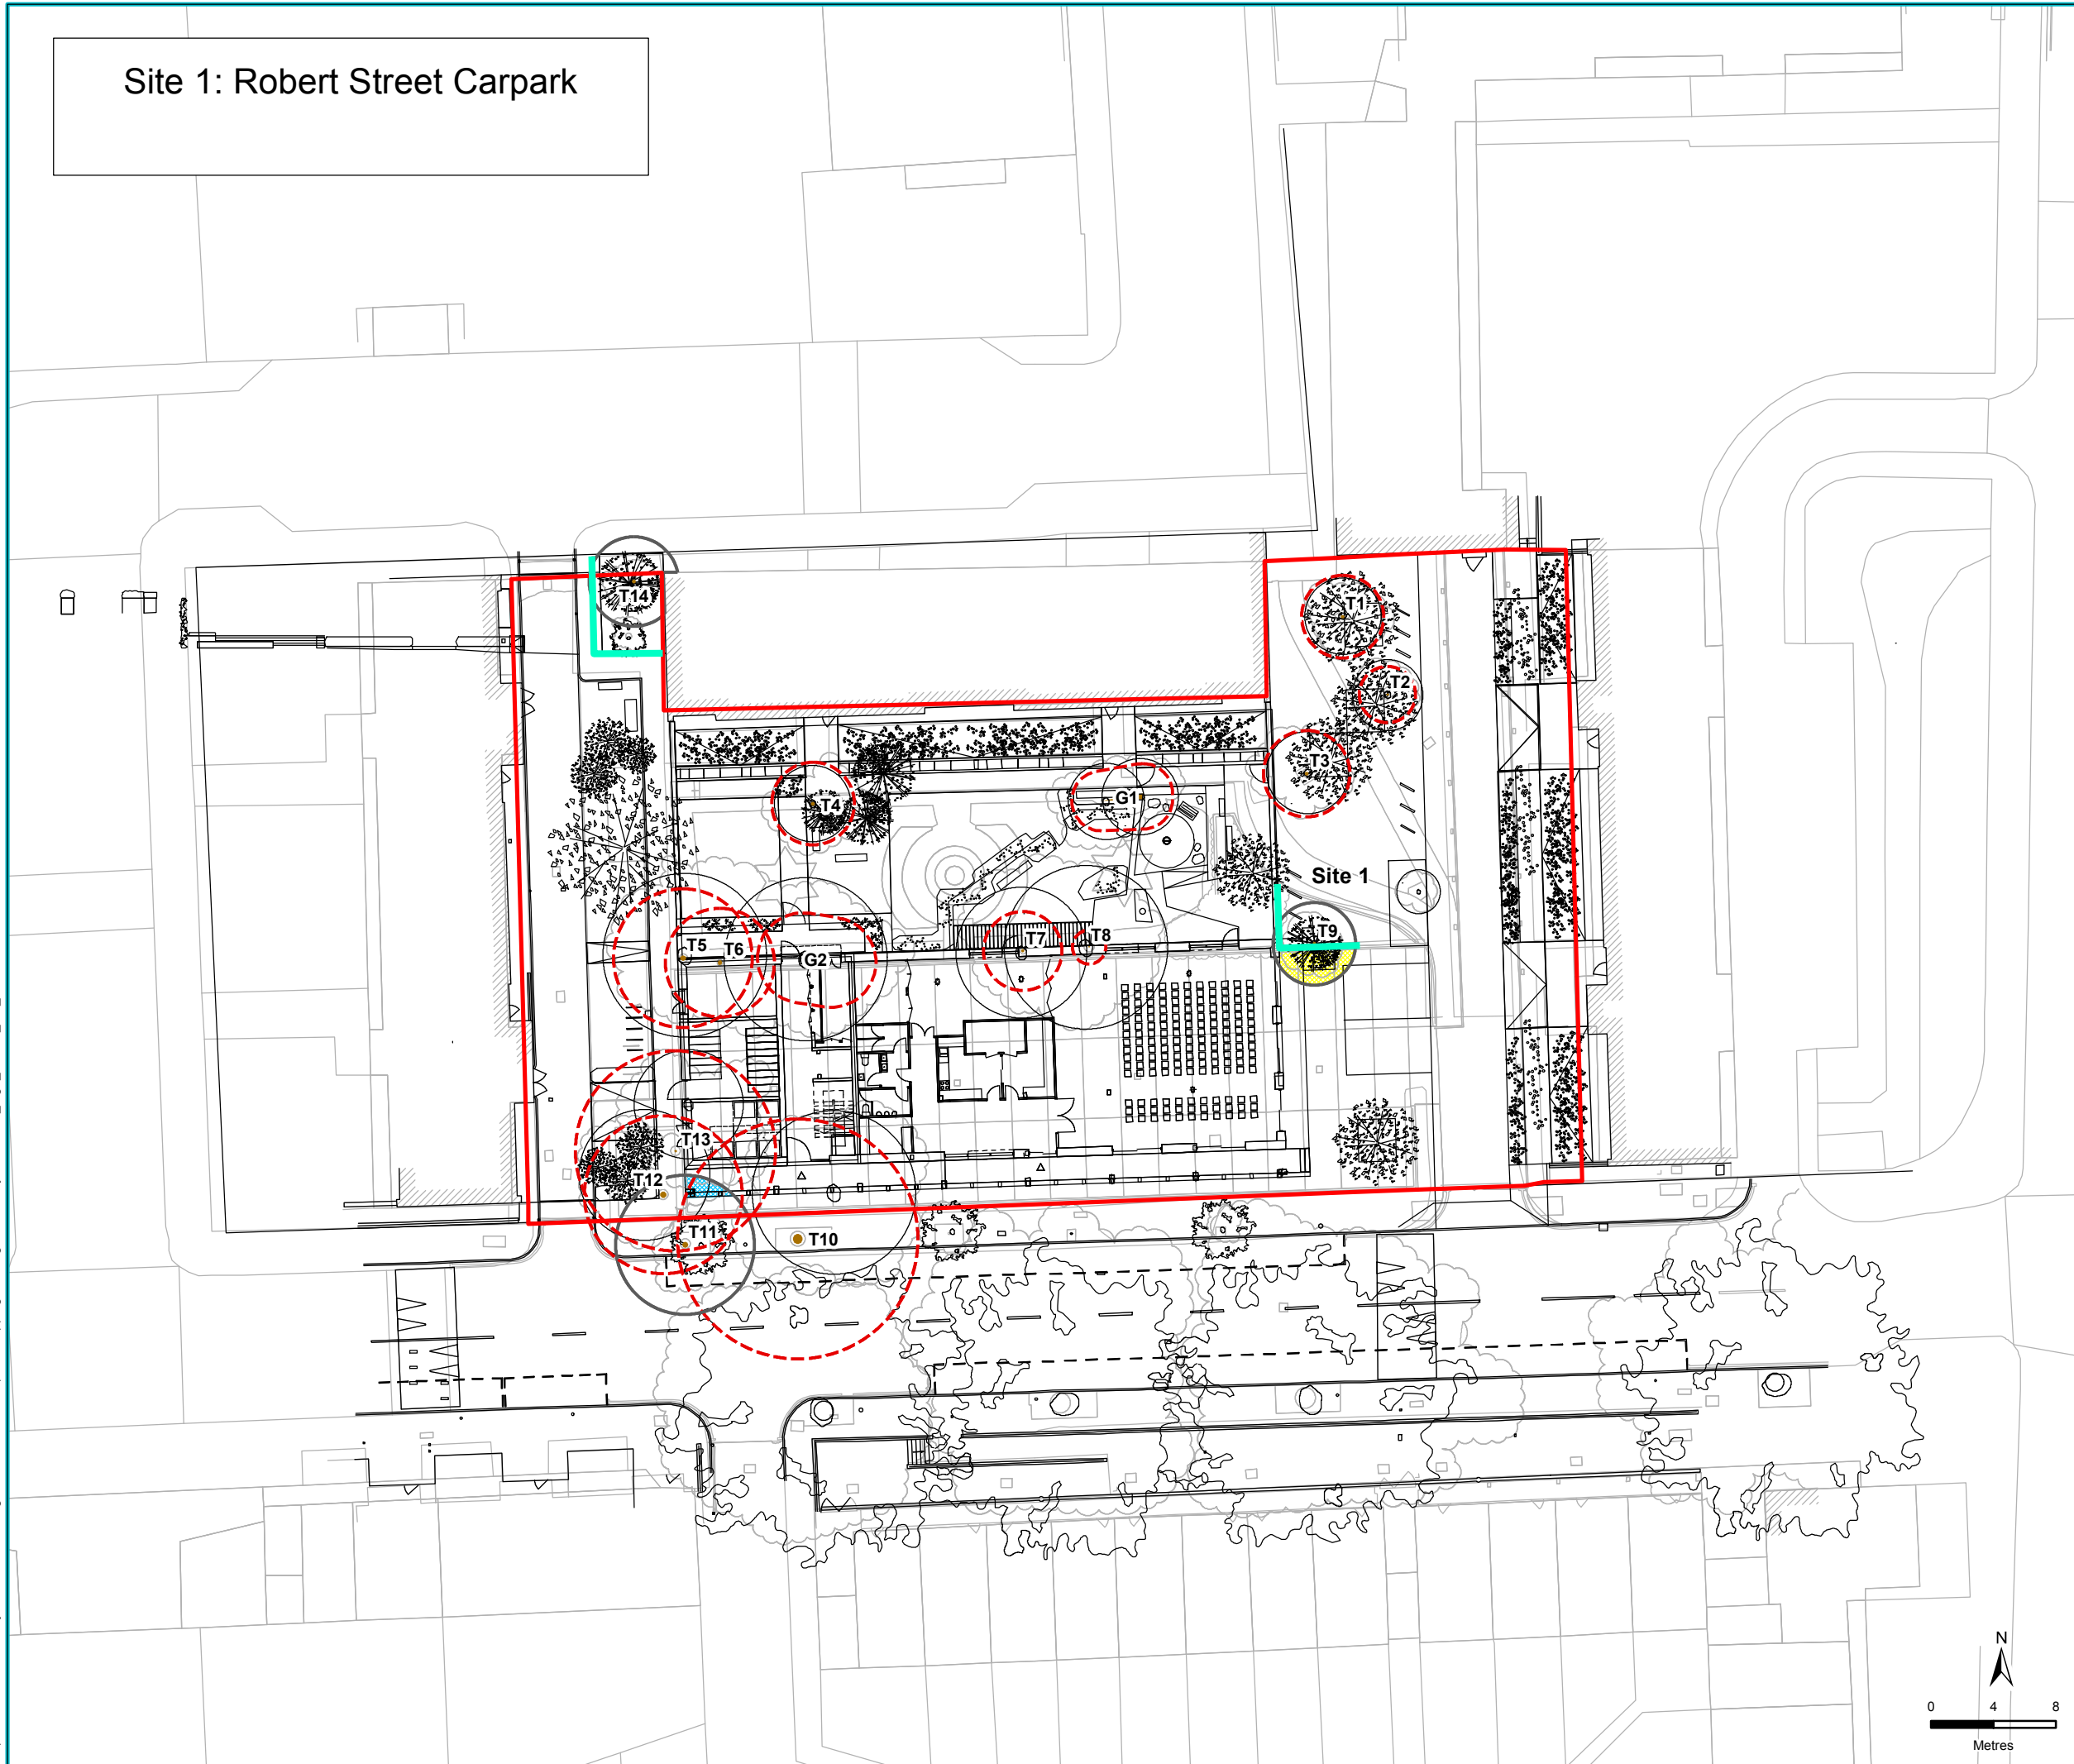 Site 1: Robert Street Carpark
T14
T1
T2
T3
T4
G1
Site 1
T5
T6
G2
T7
T8
T9
T13
T12
T11
T10
N
0 4 8
Metres